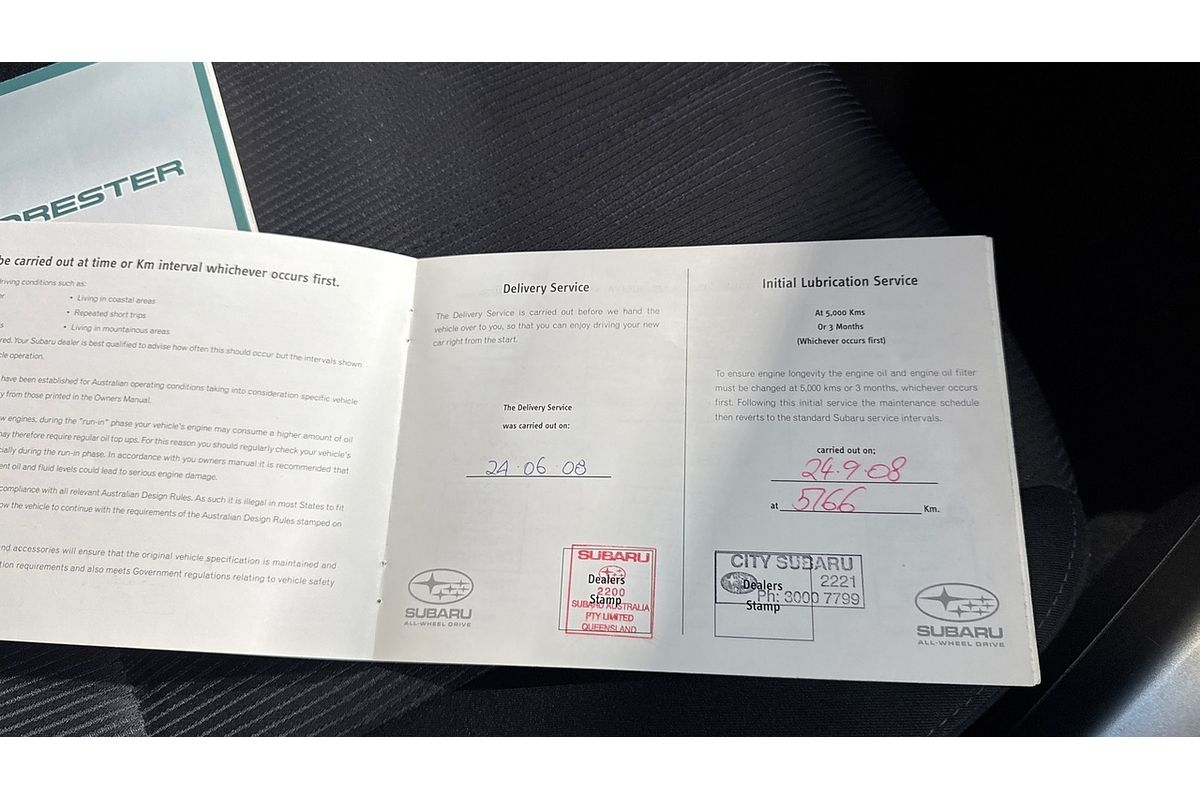 RESTER
be carried out at time or Km interval whichever occurs first.
driving conditions such as:
• Living in coastal areas
• Repeated short trips
• Living in mountainous areas
red. Your Subaru dealer is best qualified to advise how often this should occur but the intervals shown
cle operation.
have been established for Australian operating conditions taking into consideration specific vehicle
y from those printed in the Owners Manual.
w engines, during the "run-in" phase your vehicle's engine may consume a higher amount of oil
may therefore require regular oil top ups. For this reason you should regularly check your vehicle's
cially during the run-in phase. In accordance with you owners manual it is recommended that
ent oil and fluid levels could lead to serious engine damage.
compliance with all relevant Australian Design Rules. As such it is illegal in most States to fit
ow the vehicle to continue with the requirements of the Australian Design Rules stamped on
nd accessories will ensure that the original vehicle specification is maintained and
tion requirements and also meets Government regulations relating to vehicle safety
Delivery Service
The Delivery Service is carried out before we hand the
vehicle over to you, so that you can enjoy driving your new
car right from the start.
The Delivery Service
was carried out on:
24·06·08
SUBARU
ALL-WHEEL DRIVE
SUBARU
Dealers
2200
Stamp
SUBARU AUSTRALIA
PTY LIMITED
QUEENSLAND
Initial Lubrication Service
At 5,000 Kms
Or 3 Months
(Whichever occurs first)
To ensure engine longevity the engine oil and engine oil filter
must be changed at 5,000 kms or 3 months, whichever occurs
first. Following this initial service the maintenance schedule
then reverts to the standard Subaru service intervals.
carried out on;
24.9.08
at 5766 Km.
CITY SUBARU
2221
Dealers
Ph: 3000 7799
Stamp
SUBARU
ALL-WHEEL DRIVE